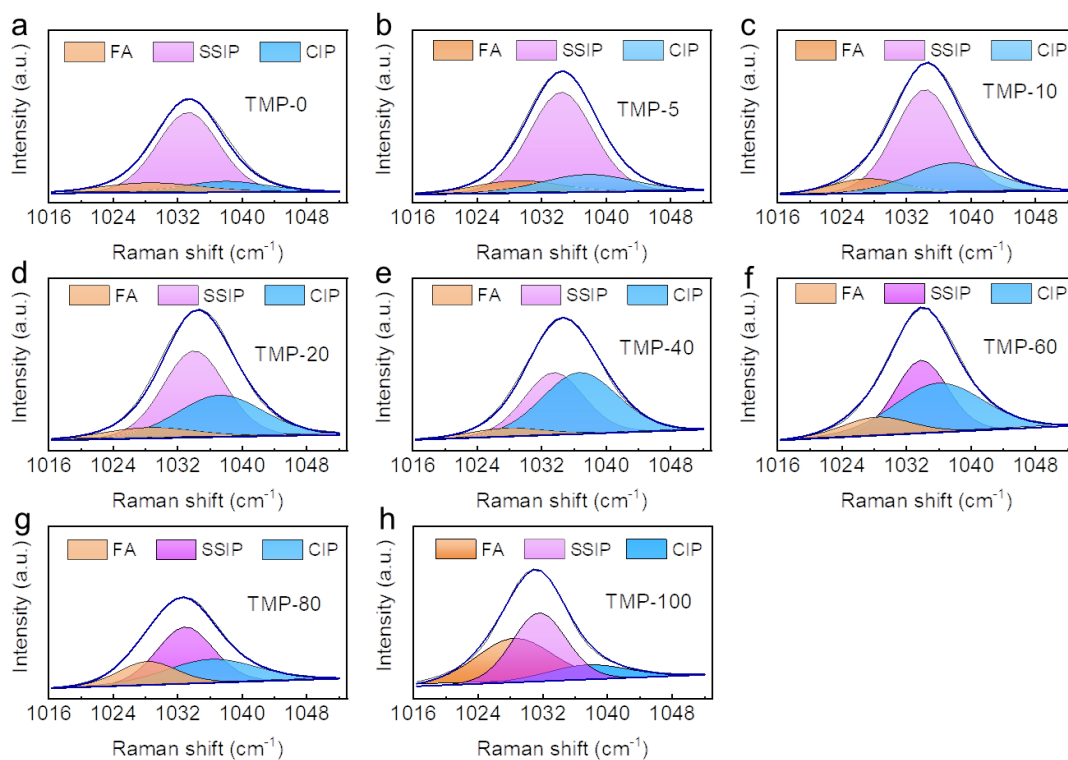 a
FA SSIP CIP
TMP-0
Intensity (a.u.)
1016 1024 1032 1040 1048
Raman shift (cm⁻¹)
b
FA SSIP CIP
TMP-5
Intensity (a.u.)
1016 1024 1032 1040 1048
Raman shift (cm⁻¹)
c
FA SSIP CIP
TMP-10
Intensity (a.u.)
1016 1024 1032 1040 1048
Raman shift (cm⁻¹)
d
FA SSIP CIP
TMP-20
Intensity (a.u.)
1016 1024 1032 1040 1048
Raman shift (cm⁻¹)
e
FA SSIP CIP
TMP-40
Intensity (a.u.)
1016 1024 1032 1040 1048
Raman shift (cm⁻¹)
f
FA SSIP CIP
TMP-60
Intensity (a.u.)
1016 1024 1032 1040 1048
Raman shift (cm⁻¹)
g
FA SSIP CIP
TMP-80
Intensity (a.u.)
1016 1024 1032 1040 1048
Raman shift (cm⁻¹)
h
FA SSIP CIP
TMP-100
Intensity (a.u.)
1016 1024 1032 1040 1048
Raman shift (cm⁻¹)